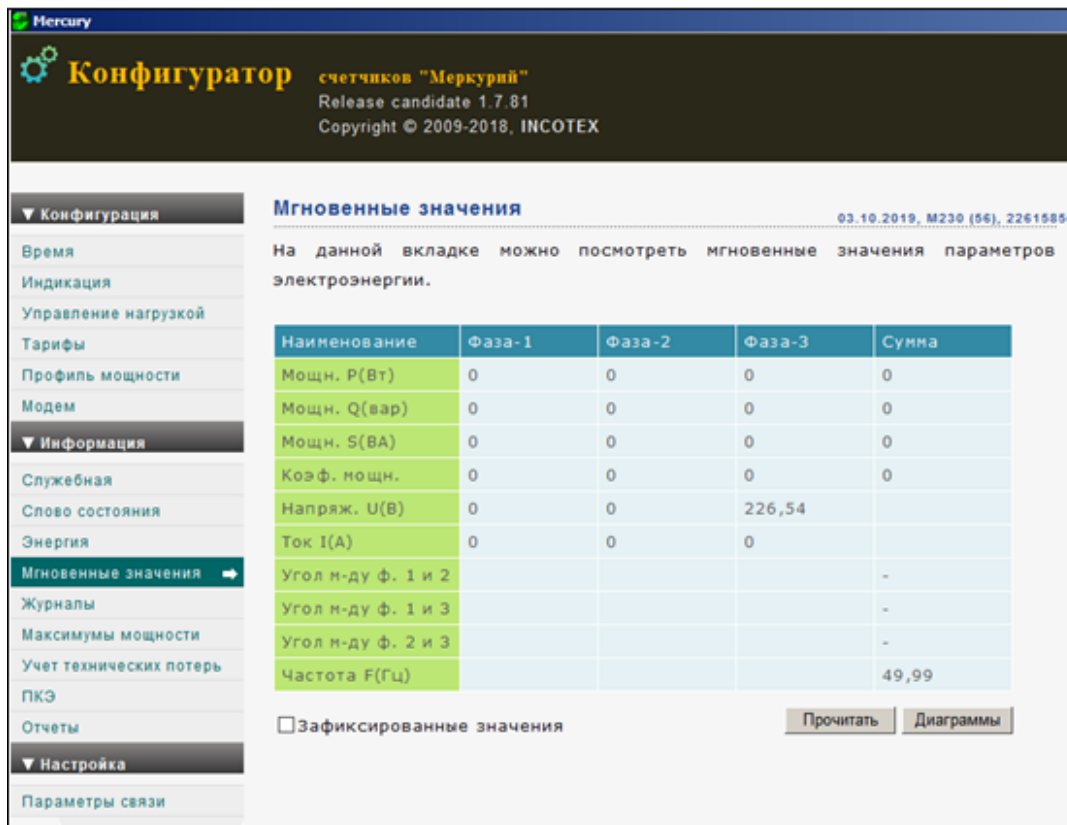 Mercury
Конфигуратор счетчиков "Меркурий"
Release candidate 1.7.81
Copyright © 2009-2018, INCOTEX
▼ Конфигурация
Время
Индикация
Управление нагрузкой
Тарифы
Профиль мощности
Модем
▼ Информация
Служебная
Слово состояния
Энергия
Мгновенные значения
Журналы
Максимумы мощности
Учет технических потерь
ПКЭ
Отчеты
▼ Настройка
Параметры связи
Мгновенные значения
03.10.2019, M230 (56), 2261585
На данной вкладке можно посмотреть мгновенные значения параметров
электроэнергии.
Наименование Фаза-1 Фаза-2 Фаза-3 Сумма
Мощн. P(Вт) 0 0 0 0
Мощн. Q(вар) 0 0 0 0
Мощн. S(ВА) 0 0 0 0
Коэф. мощн. 0 0 0 0
Напряж. U(В) 0 0 226,54
Ток I(А) 0 0 0
Угол м-ду ф. 1 и 2 -
Угол м-ду ф. 1 и 3 -
Угол м-ду ф. 2 и 3 -
Частота F(Гц) 49,99
Зафиксированные значения
Прочитать Диаграммы